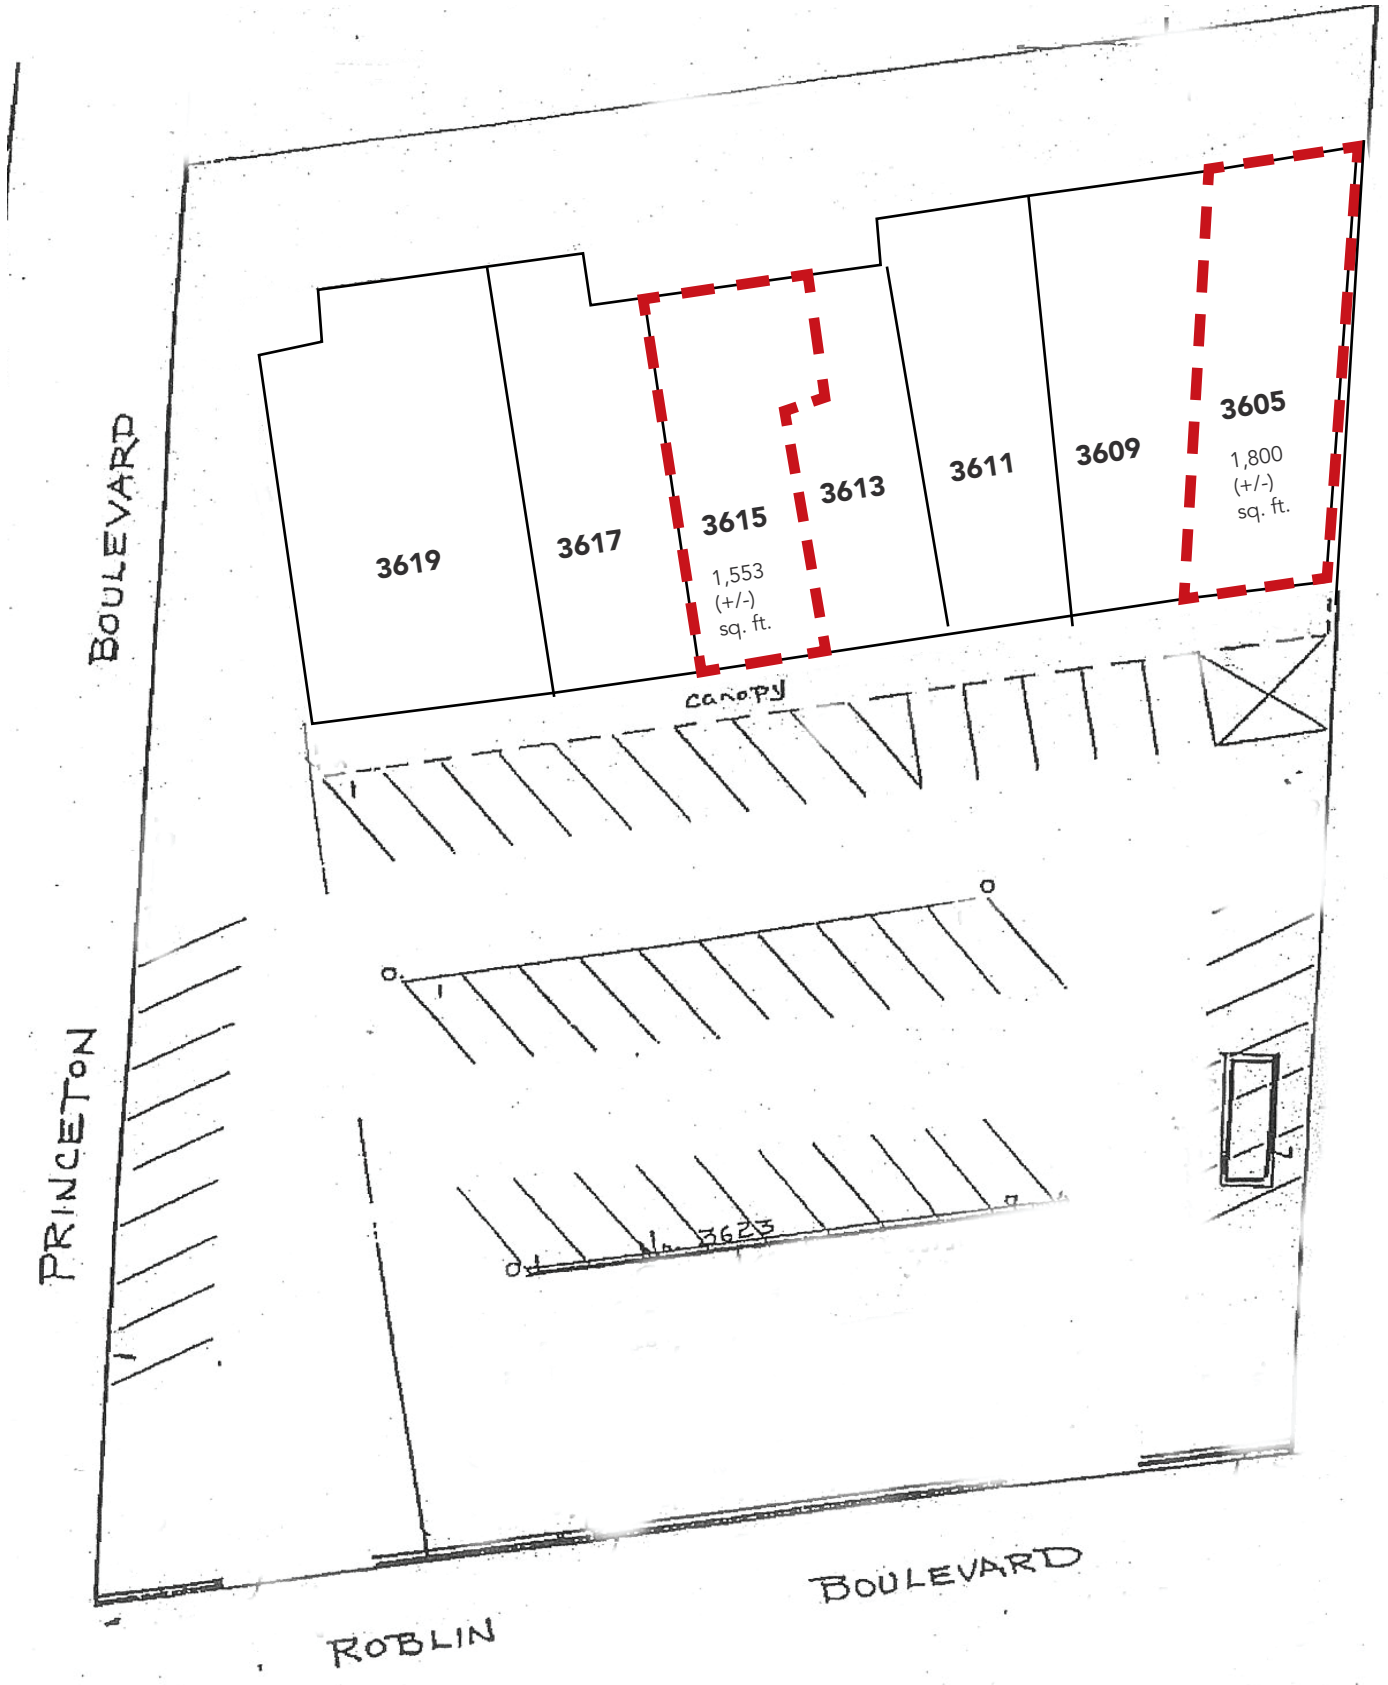 3605
1,800
(+/-)
sq. ft.
3609
3611
3613
3615
1,553
(+/-)
sq. ft.
3617
3619
canopy
3623
PRINCETON BOULEVARD
ROBLIN BOULEVARD